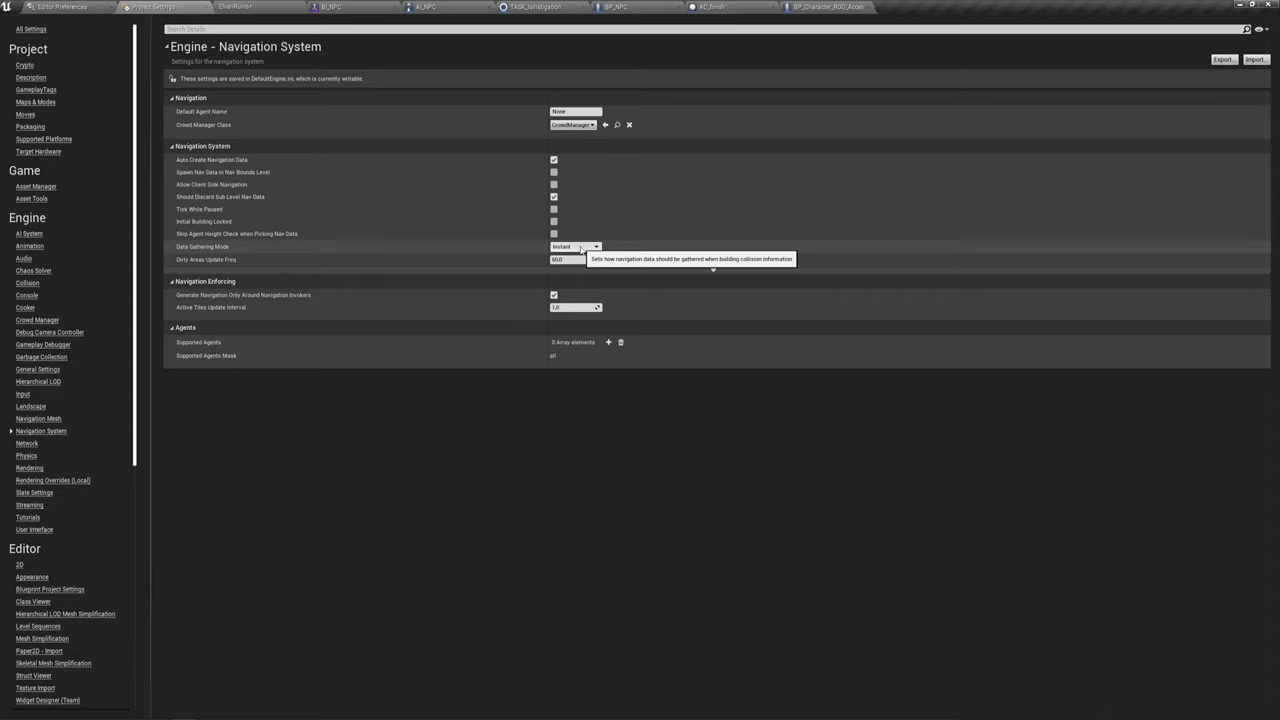 Editor Preferences
Project Settings
ElvenRuins*
BI_NPC
AI_NPC
TASK_IsInstigation
BP_NPC
AC_finish
BP_Character_ROG_Acces
All Settings
Search Details
Project
Engine - Navigation System
Settings for the navigation system.
Export...
Import...
Crypto
Description
These settings are saved in DefaultEngine.ini, which is currently writable.
GameplayTags
Maps & Modes
Movies
Packaging
Supported Platforms
Target Hardware
Navigation
Default Agent Name
None
Crowd Manager Class
CrowdManager
Navigation System
Auto Create Navigation Data
Spawn Nav Data in Nav Bounds Level
Allow Client Side Navigation
Should Discard Sub Level Nav Data
Tick While Paused
Initial Building Locked
Skip Agent Height Check when Picking Nav Data
Data Gathering Mode
Instant
Dirty Areas Update Freq
60,0
Sets how navigation data should be gathered when building collision information
Navigation Enforcing
Generate Navigation Only Around Navigation Invokers
Active Tiles Update Interval
1,0
Agents
Supported Agents
0 Array elements
Supported Agents Mask
all
Game
Asset Manager
Asset Tools
Engine
AI System
Animation
Audio
Chaos Solver
Collision
Console
Cooker
Crowd Manager
Debug Camera Controller
Gameplay Debugger
Garbage Collection
General Settings
Hierarchical LOD
Input
Landscape
Navigation Mesh
Navigation System
Network
Physics
Rendering
Rendering Overrides (Local)
Slate Settings
Streaming
Tutorials
User Interface
Editor
2D
Appearance
Blueprint Project Settings
Class Viewer
Hierarchical LOD Mesh Simplification
Level Sequences
Mesh Simplification
Paper2D - Import
Skeletal Mesh Simplification
Struct Viewer
Texture Import
Widget Designer (Team)